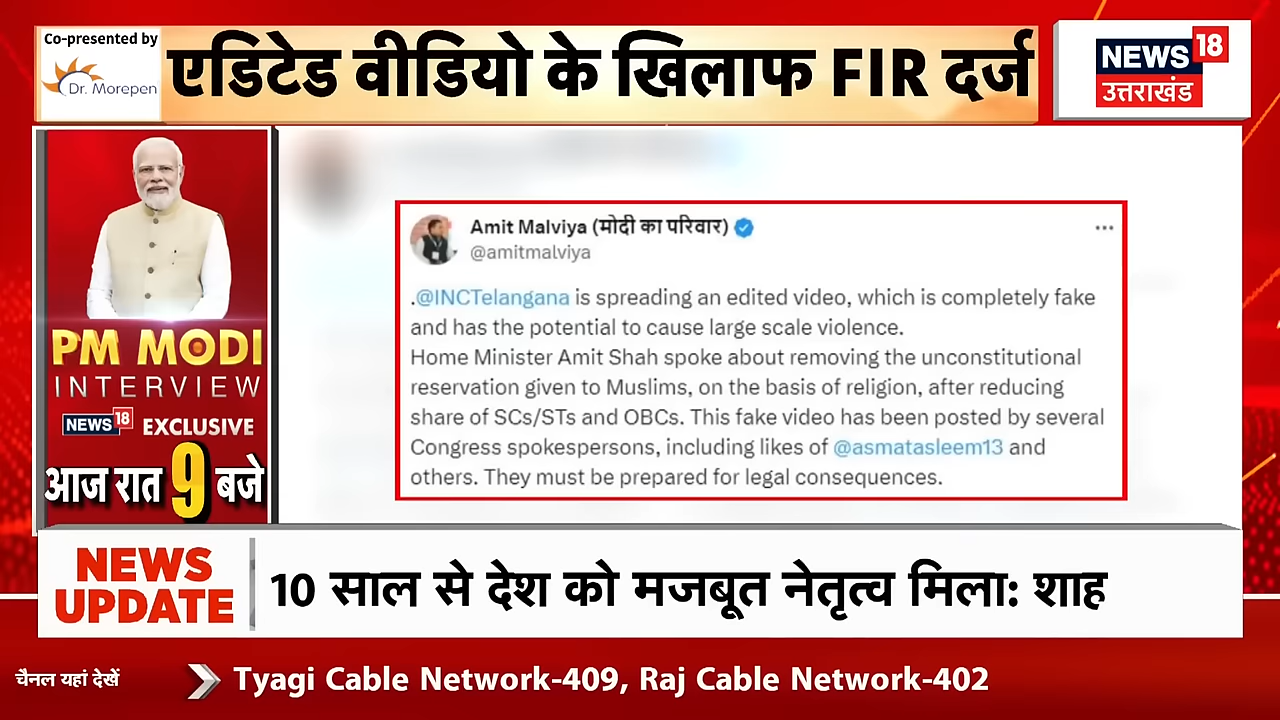 Co-presented by
Dr. Morepen
एडिटेड वीडियो के खिलाफ FIR दर्ज
NEWS 18
उत्तराखंड
PM MODI
INTERVIEW
NEWS 18 EXCLUSIVE
आज रात 9 बजे
Amit Malviya (मोदी का परिवार)
@amitmalviya
.@INCTelangana is spreading an edited video, which is completely fake
and has the potential to cause large scale violence.
Home Minister Amit Shah spoke about removing the unconstitutional
reservation given to Muslims, on the basis of religion, after reducing
share of SCs/STs and OBCs. This fake video has been posted by several
Congress spokespersons, including likes of @asmatasleem13 and
others. They must be prepared for legal consequences.
NEWS
UPDATE
10 साल से देश को मजबूत नेतृत्व मिला: शाह
चैनल यहां देखें
Tyagi Cable Network-409, Raj Cable Network-402